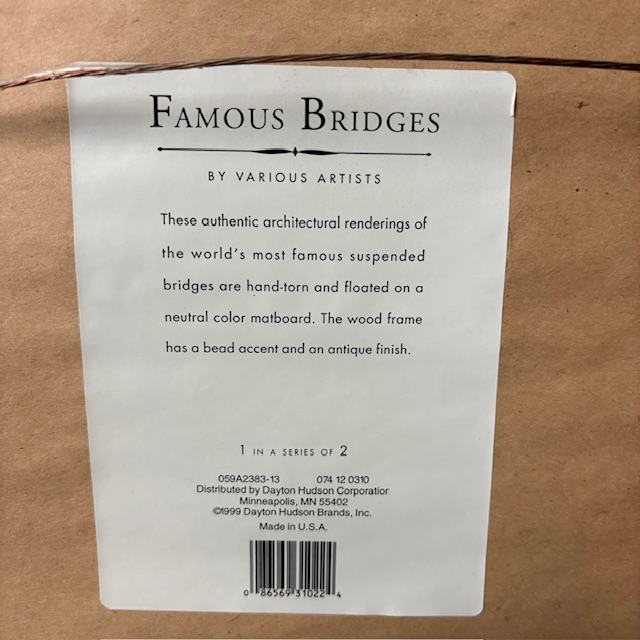 FAMOUS BRIDGES
BY VARIOUS ARTISTS
These authentic architectural renderings of
the world's most famous suspended
bridges are hand-torn and floated on a
neutral color matboard. The wood frame
has a bead accent and an antique finish.
1 IN A SERIES OF 2
059A2383-13 074 12 0310
Distributed by Dayton Hudson Corporation
Minneapolis, MN 55402
©1999 Dayton Hudson Brands, Inc.
Made in U.S.A.
0 86569 31022 4